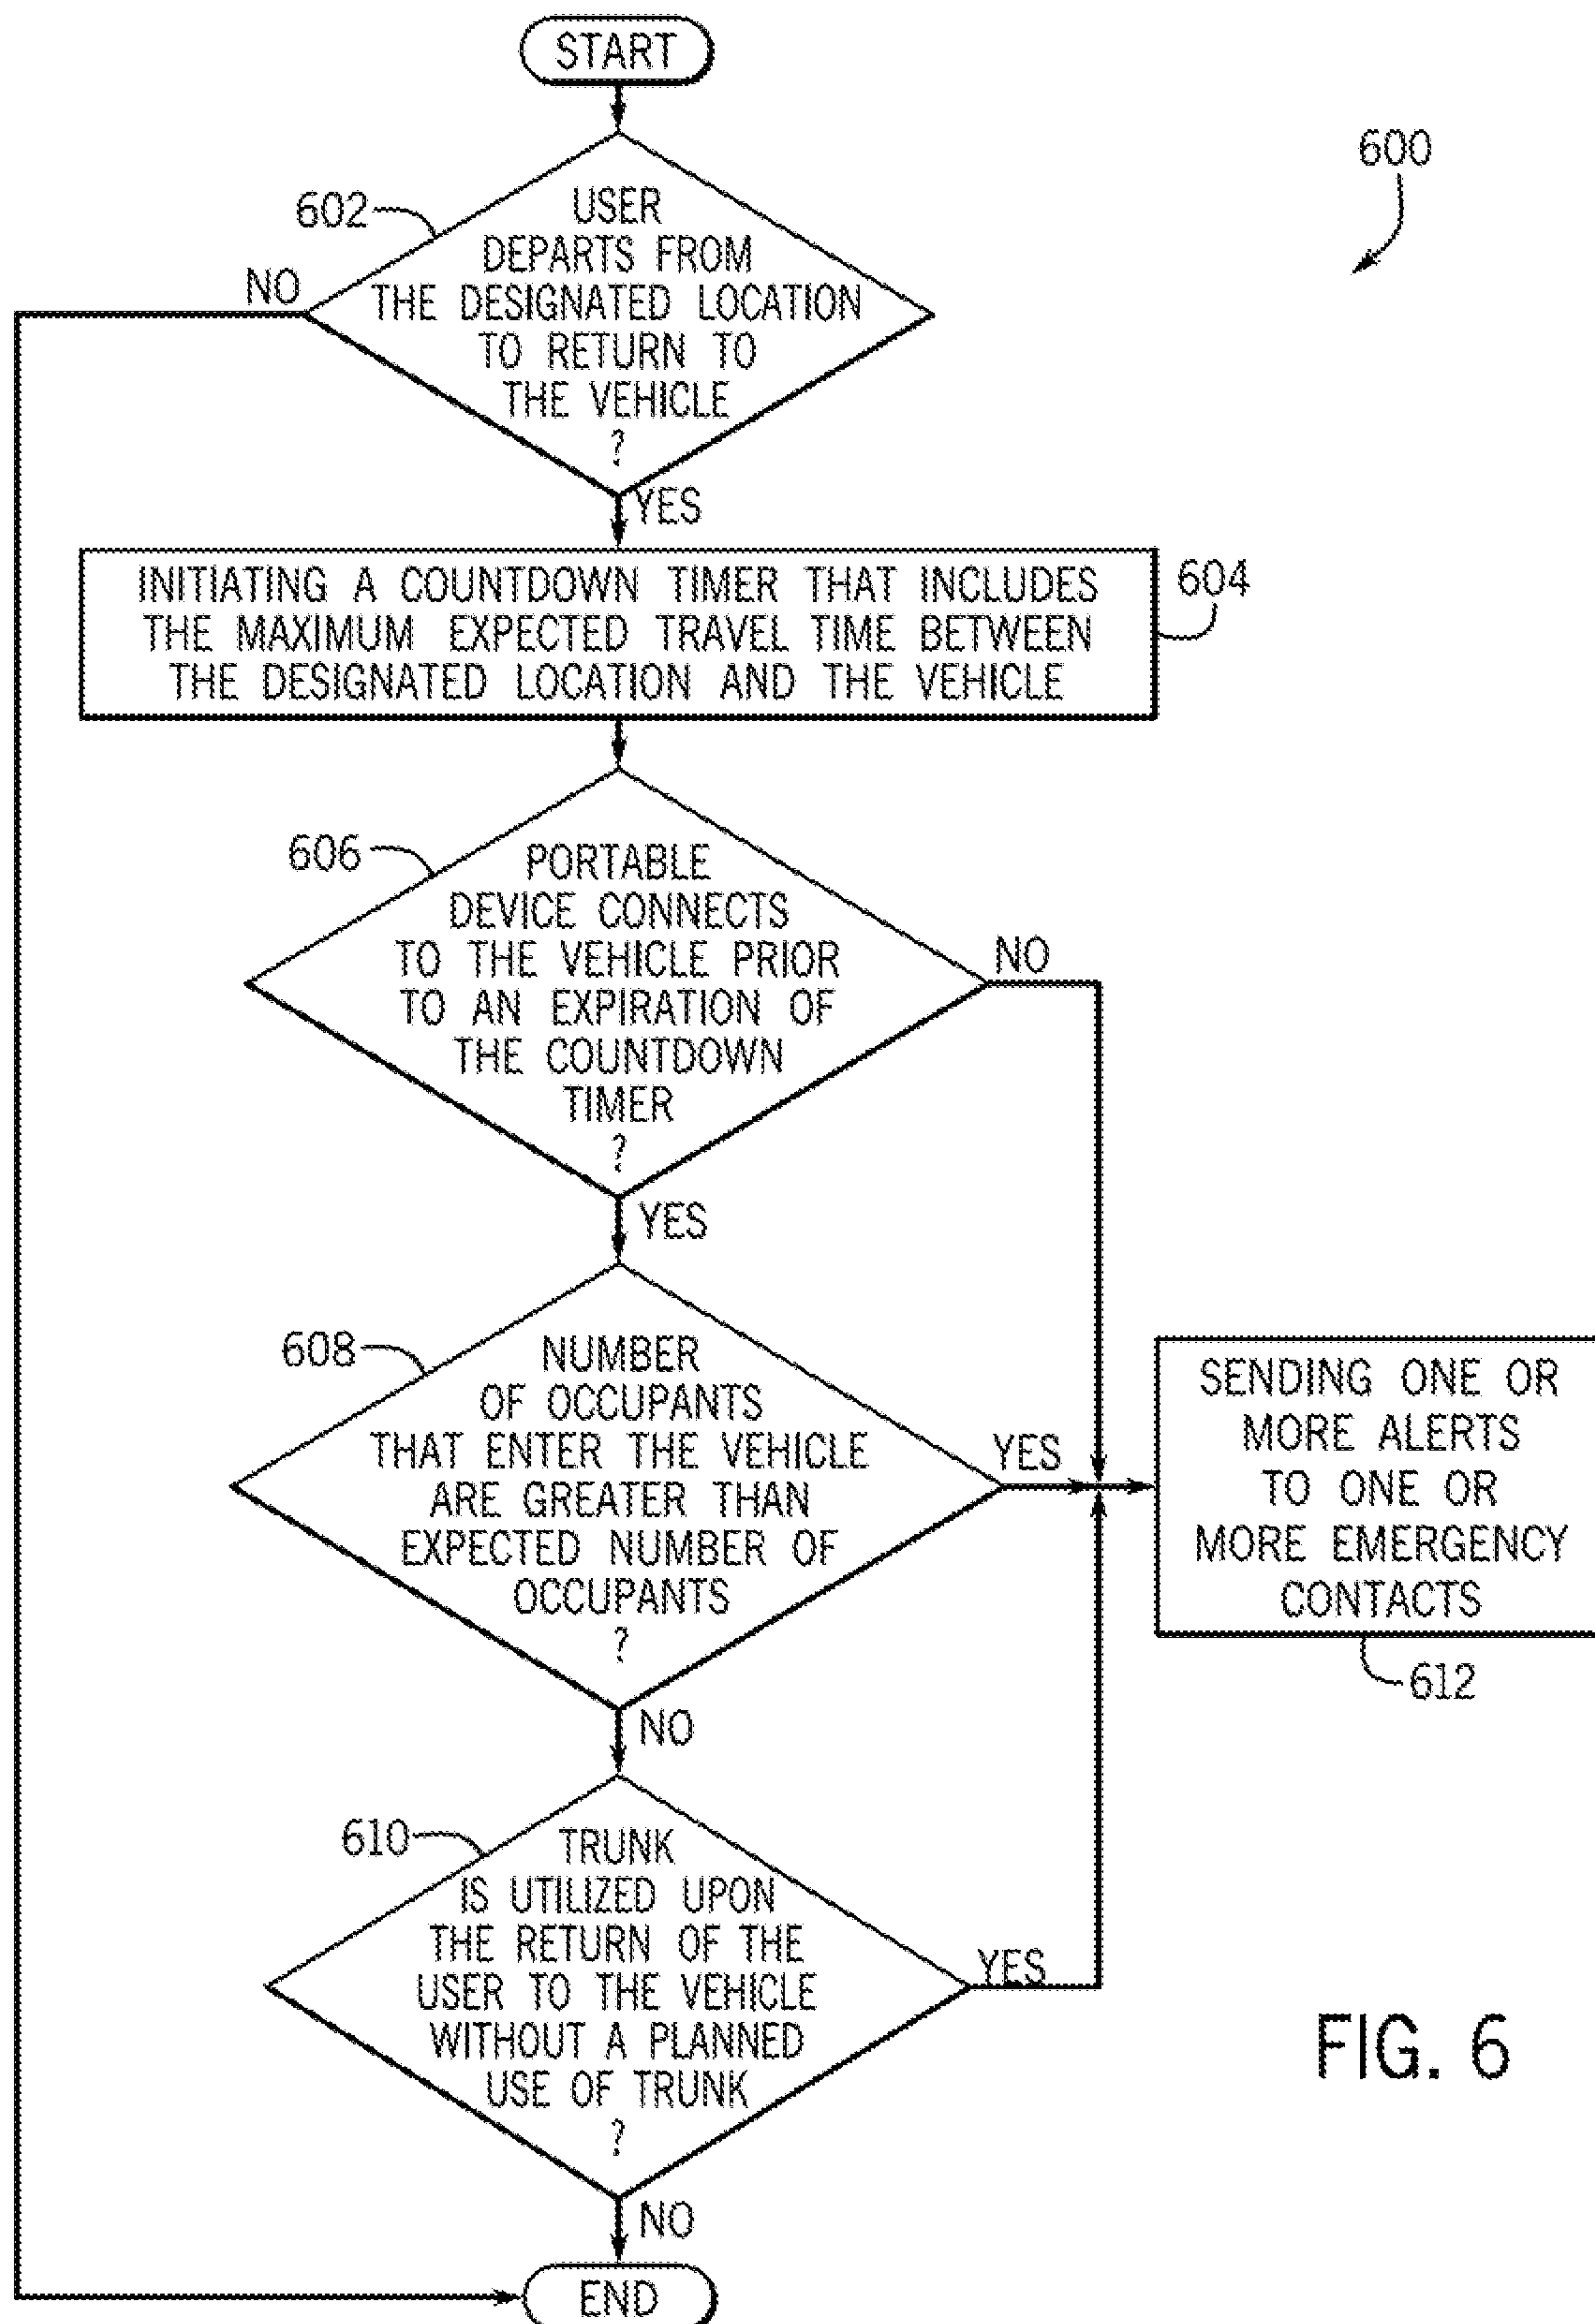 START
600
602
USER
DEPARTS FROM
THE DESIGNATED LOCATION
TO RETURN TO
THE VEHICLE
?
NO
YES
INITIATING A COUNTDOWN TIMER THAT INCLUDES
THE MAXIMUM EXPECTED TRAVEL TIME BETWEEN
THE DESIGNATED LOCATION AND THE VEHICLE
604
606
PORTABLE
DEVICE CONNECTS
TO THE VEHICLE PRIOR
TO AN EXPIRATION OF
THE COUNTDOWN
TIMER
?
NO
YES
608
NUMBER
OF OCCUPANTS
THAT ENTER THE VEHICLE
ARE GREATER THAN
EXPECTED NUMBER OF
OCCUPANTS
?
YES
NO
SENDING ONE OR
MORE ALERTS
TO ONE OR
MORE EMERGENCY
CONTACTS
612
610
TRUNK
IS UTILIZED UPON
THE RETURN OF THE
USER TO THE VEHICLE
WITHOUT A PLANNED
USE OF TRUNK
?
YES
NO
END
FIG. 6